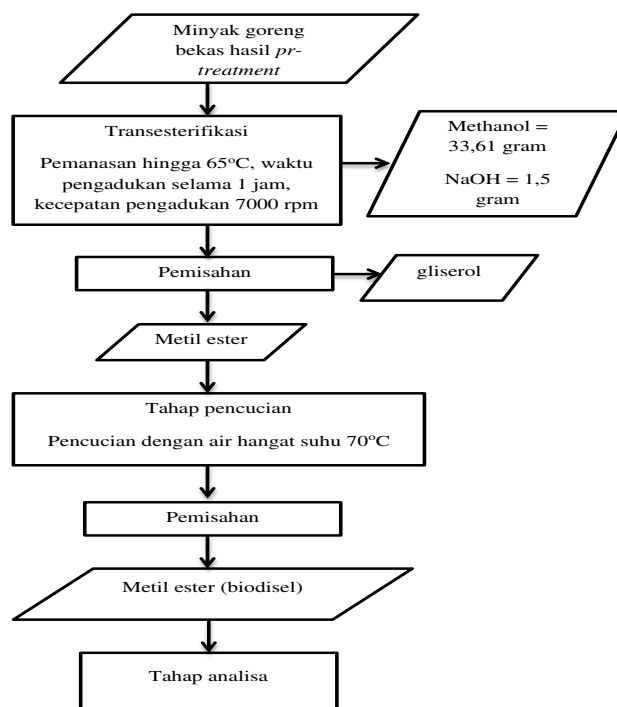 Minyak goreng
bekas hasil pr-
treatment
Transesterifikasi
Pemanasan hingga 65°C, waktu
pengadukan selama 1 jam,
kecepatan pengadukan 7000 rpm
Methanol =
33,61 gram
NaOH = 1,5
gram
Pemisahan
gliserol
Metil ester
Tahap pencucian
Pencucian dengan air hangat suhu 70°C
Pemisahan
Metil ester (biodisel)
Tahap analisa